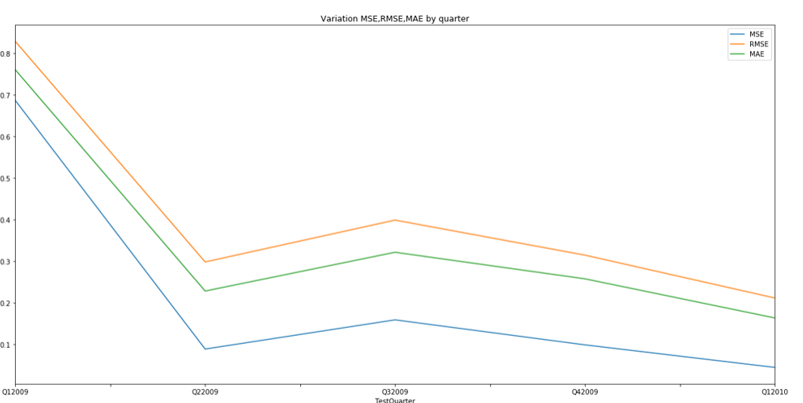 Variation MSE,RMSE,MAE by quarter
MSE
RMSE
MAE
0.8
0.7
0.6
0.5
0.4
0.3
0.2
0.1
Q12009
Q22009
Q32009
Q42009
Q12010
TestQuarter